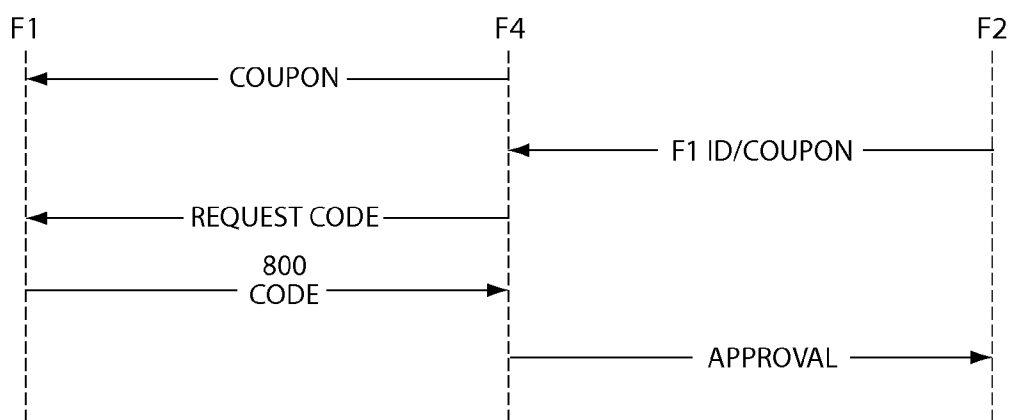 F1 F4 F2
COUPON
F1 ID/COUPON
REQUEST CODE
800
CODE
APPROVAL